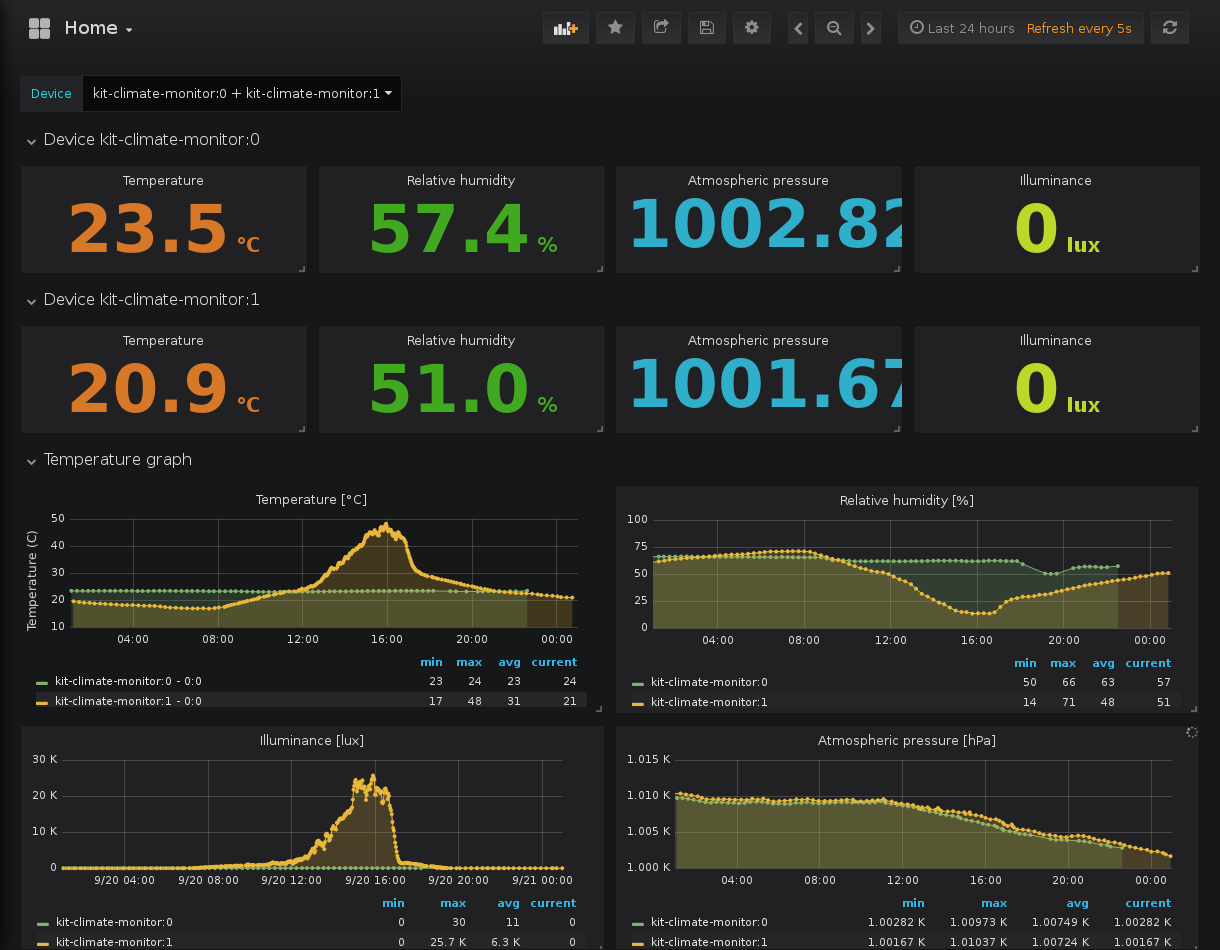 Home
Last 24 hours Refresh every 5s
Device kit-climate-monitor:0 + kit-climate-monitor:1
Device kit-climate-monitor:0
Temperature Relative humidity Atmospheric pressure Illuminance
23.5 °C 57.4 % 1002.82 0 lux
Device kit-climate-monitor:1
Temperature Relative humidity Atmospheric pressure Illuminance
20.9 °C 51.0 % 1001.67 0 lux
Temperature graph
Temperature [°C]
Temperature (C)
50
40
30
20
10
04:00 08:00 12:00 16:00 20:00 00:00
min max avg current
kit-climate-monitor:0 - 0:0 23 24 23 24
kit-climate-monitor:1 - 0:0 17 48 31 21
Relative humidity [%]
100
75
50
25
0
04:00 08:00 12:00 16:00 20:00 00:00
min max avg current
kit-climate-monitor:0 50 66 63 57
kit-climate-monitor:1 14 71 48 51
Illuminance [lux]
30 K
20 K
10 K
0
9/20 04:00 9/20 08:00 9/20 12:00 9/20 16:00 9/20 20:00 9/21 00:00
min max avg current
kit-climate-monitor:0 0 30 11 0
kit-climate-monitor:1 0 25.7 K 6.3 K 0
Atmospheric pressure [hPa]
1.015 K
1.010 K
1.005 K
1.000 K
04:00 08:00 12:00 16:00 20:00 00:00
min max avg current
kit-climate-monitor:0 1.00282 K 1.00973 K 1.00749 K 1.00282 K
kit-climate-monitor:1 1.00167 K 1.01037 K 1.00724 K 1.00167 K